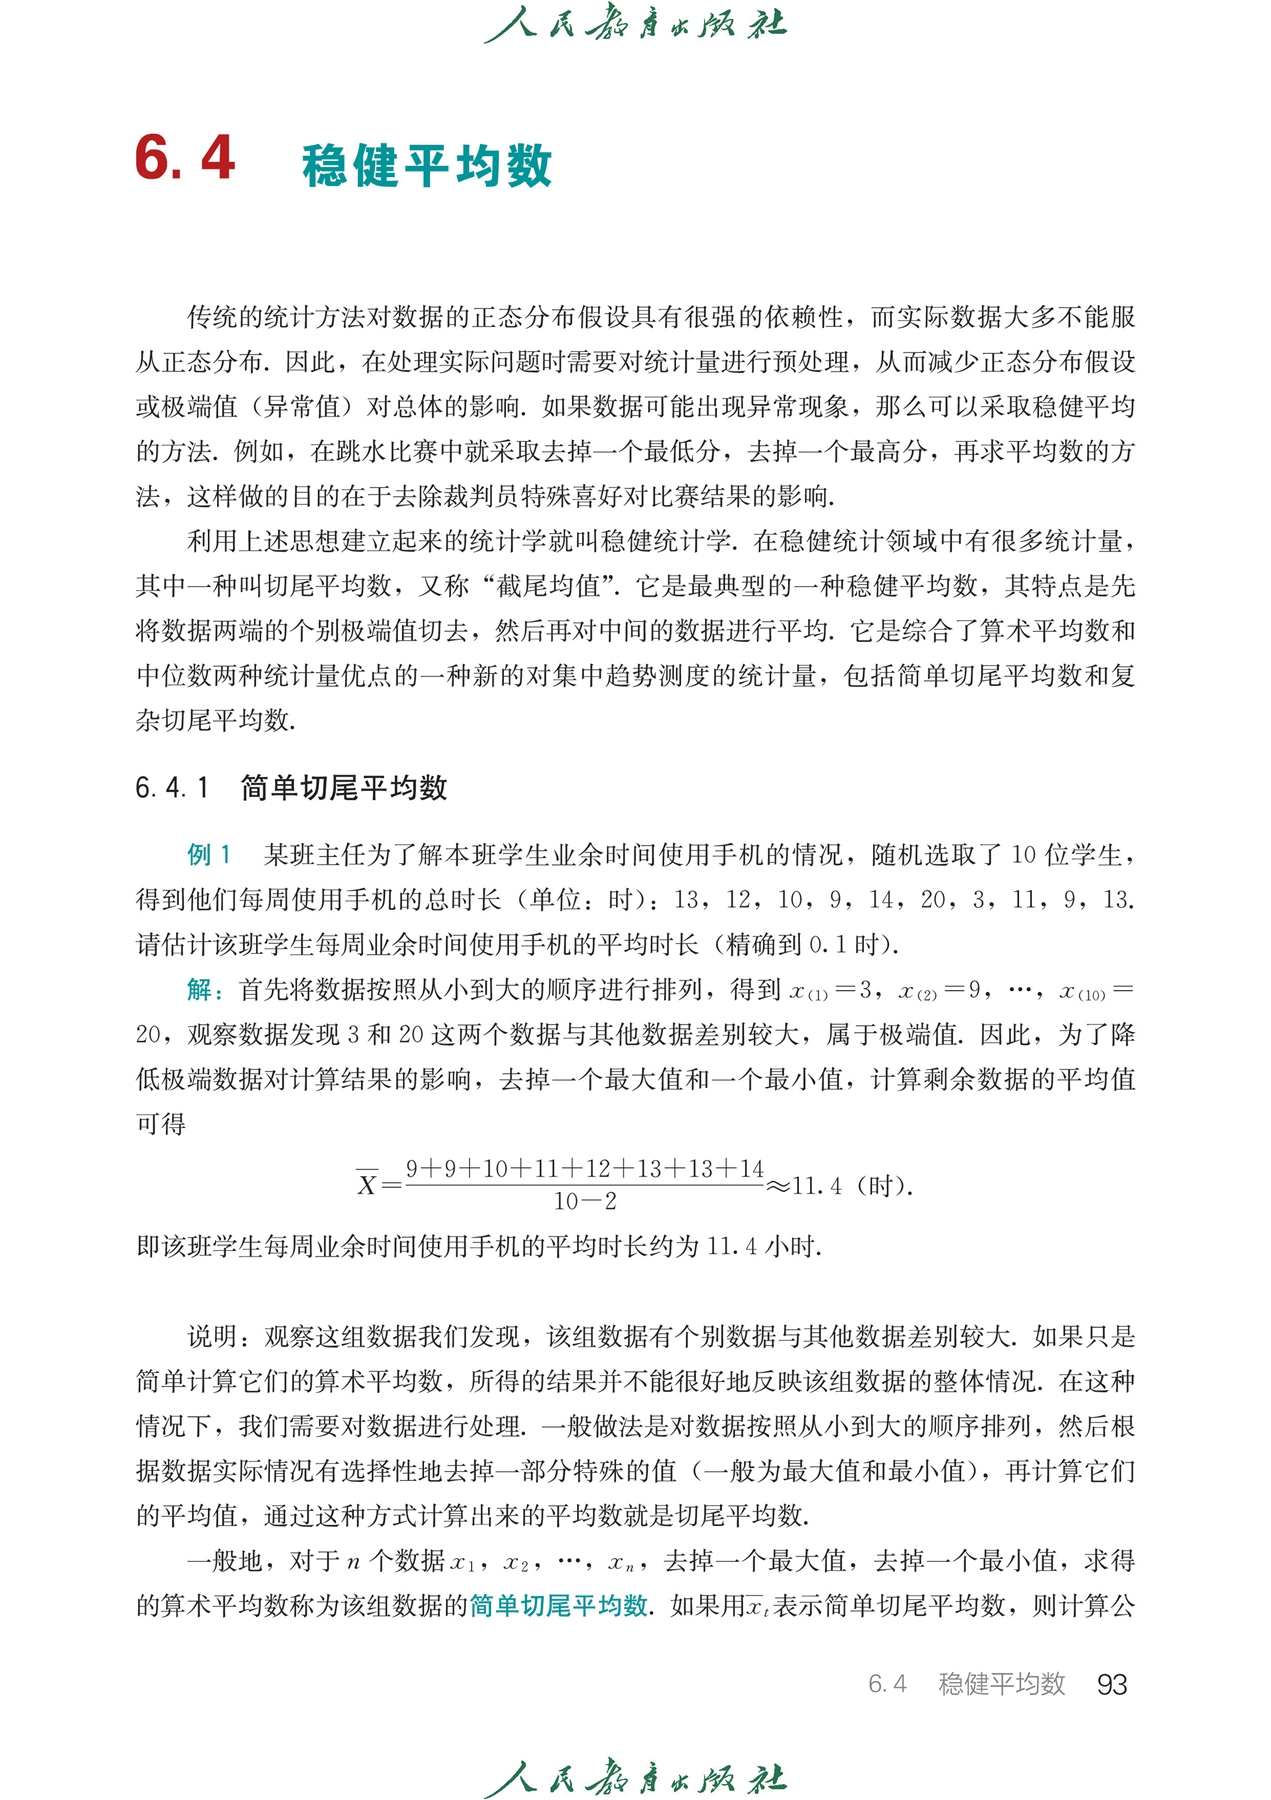 人民教育出版社
6.4 稳健平均数
传统的统计方法对数据的正态分布假设具有很强的依赖性，而实际数据大多不能服
从正态分布. 因此，在处理实际问题时需要对统计量进行预处理，从而减少正态分布假设
或极端值（异常值）对总体的影响. 如果数据可能出现异常现象，那么可以采取稳健平均
的方法. 例如，在跳水比赛中就采取去掉一个最低分，去掉一个最高分，再求平均数的方
法，这样做的目的在于去除裁判员特殊喜好对比赛结果的影响.
利用上述思想建立起来的统计学就叫稳健统计学. 在稳健统计领域中有很多统计量，
其中一种叫切尾平均数，又称“截尾均值”. 它是最典型的一种稳健平均数，其特点是先
将数据两端的个别极端值切去，然后再对中间的数据进行平均. 它是综合了算术平均数和
中位数两种统计量优点的一种新的对集中趋势测度的统计量，包括简单切尾平均数和复
杂切尾平均数.
6.4.1 简单切尾平均数
例1 某班主任为了解本班学生业余时间使用手机的情况，随机选取了 10 位学生，
得到他们每周使用手机的总时长（单位：时）：13，12，10，9，14，20，3，11，9，13.
请估计该班学生每周业余时间使用手机的平均时长（精确到 0.1 时）.
解：首先将数据按照从小到大的顺序进行排列，得到 x₍₁₎=3，x₍₂₎=9，…，x₍₁₀₎=
20，观察数据发现 3 和 20 这两个数据与其他数据差别较大，属于极端值. 因此，为了降
低极端数据对计算结果的影响，去掉一个最大值和一个最小值，计算剩余数据的平均值
可得
X̅=(9+9+10+11+12+13+13+14)/(10−2)≈11.4（时）.
即该班学生每周业余时间使用手机的平均时长约为 11.4 小时.
说明：观察这组数据我们发现，该组数据有个别数据与其他数据差别较大. 如果只是
简单计算它们的算术平均数，所得的结果并不能很好地反映该组数据的整体情况. 在这种
情况下，我们需要对数据进行处理. 一般做法是对数据按照从小到大的顺序排列，然后根
据数据实际情况有选择性地去掉一部分特殊的值（一般为最大值和最小值），再计算它们
的平均值，通过这种方式计算出来的平均数就是切尾平均数.
一般地，对于 n 个数据 x₁，x₂，…，xₙ，去掉一个最大值，去掉一个最小值，求得
的算术平均数称为该组数据的简单切尾平均数. 如果用x̅ₜ表示简单切尾平均数，则计算公
6.4 稳健平均数 93
人民教育出版社